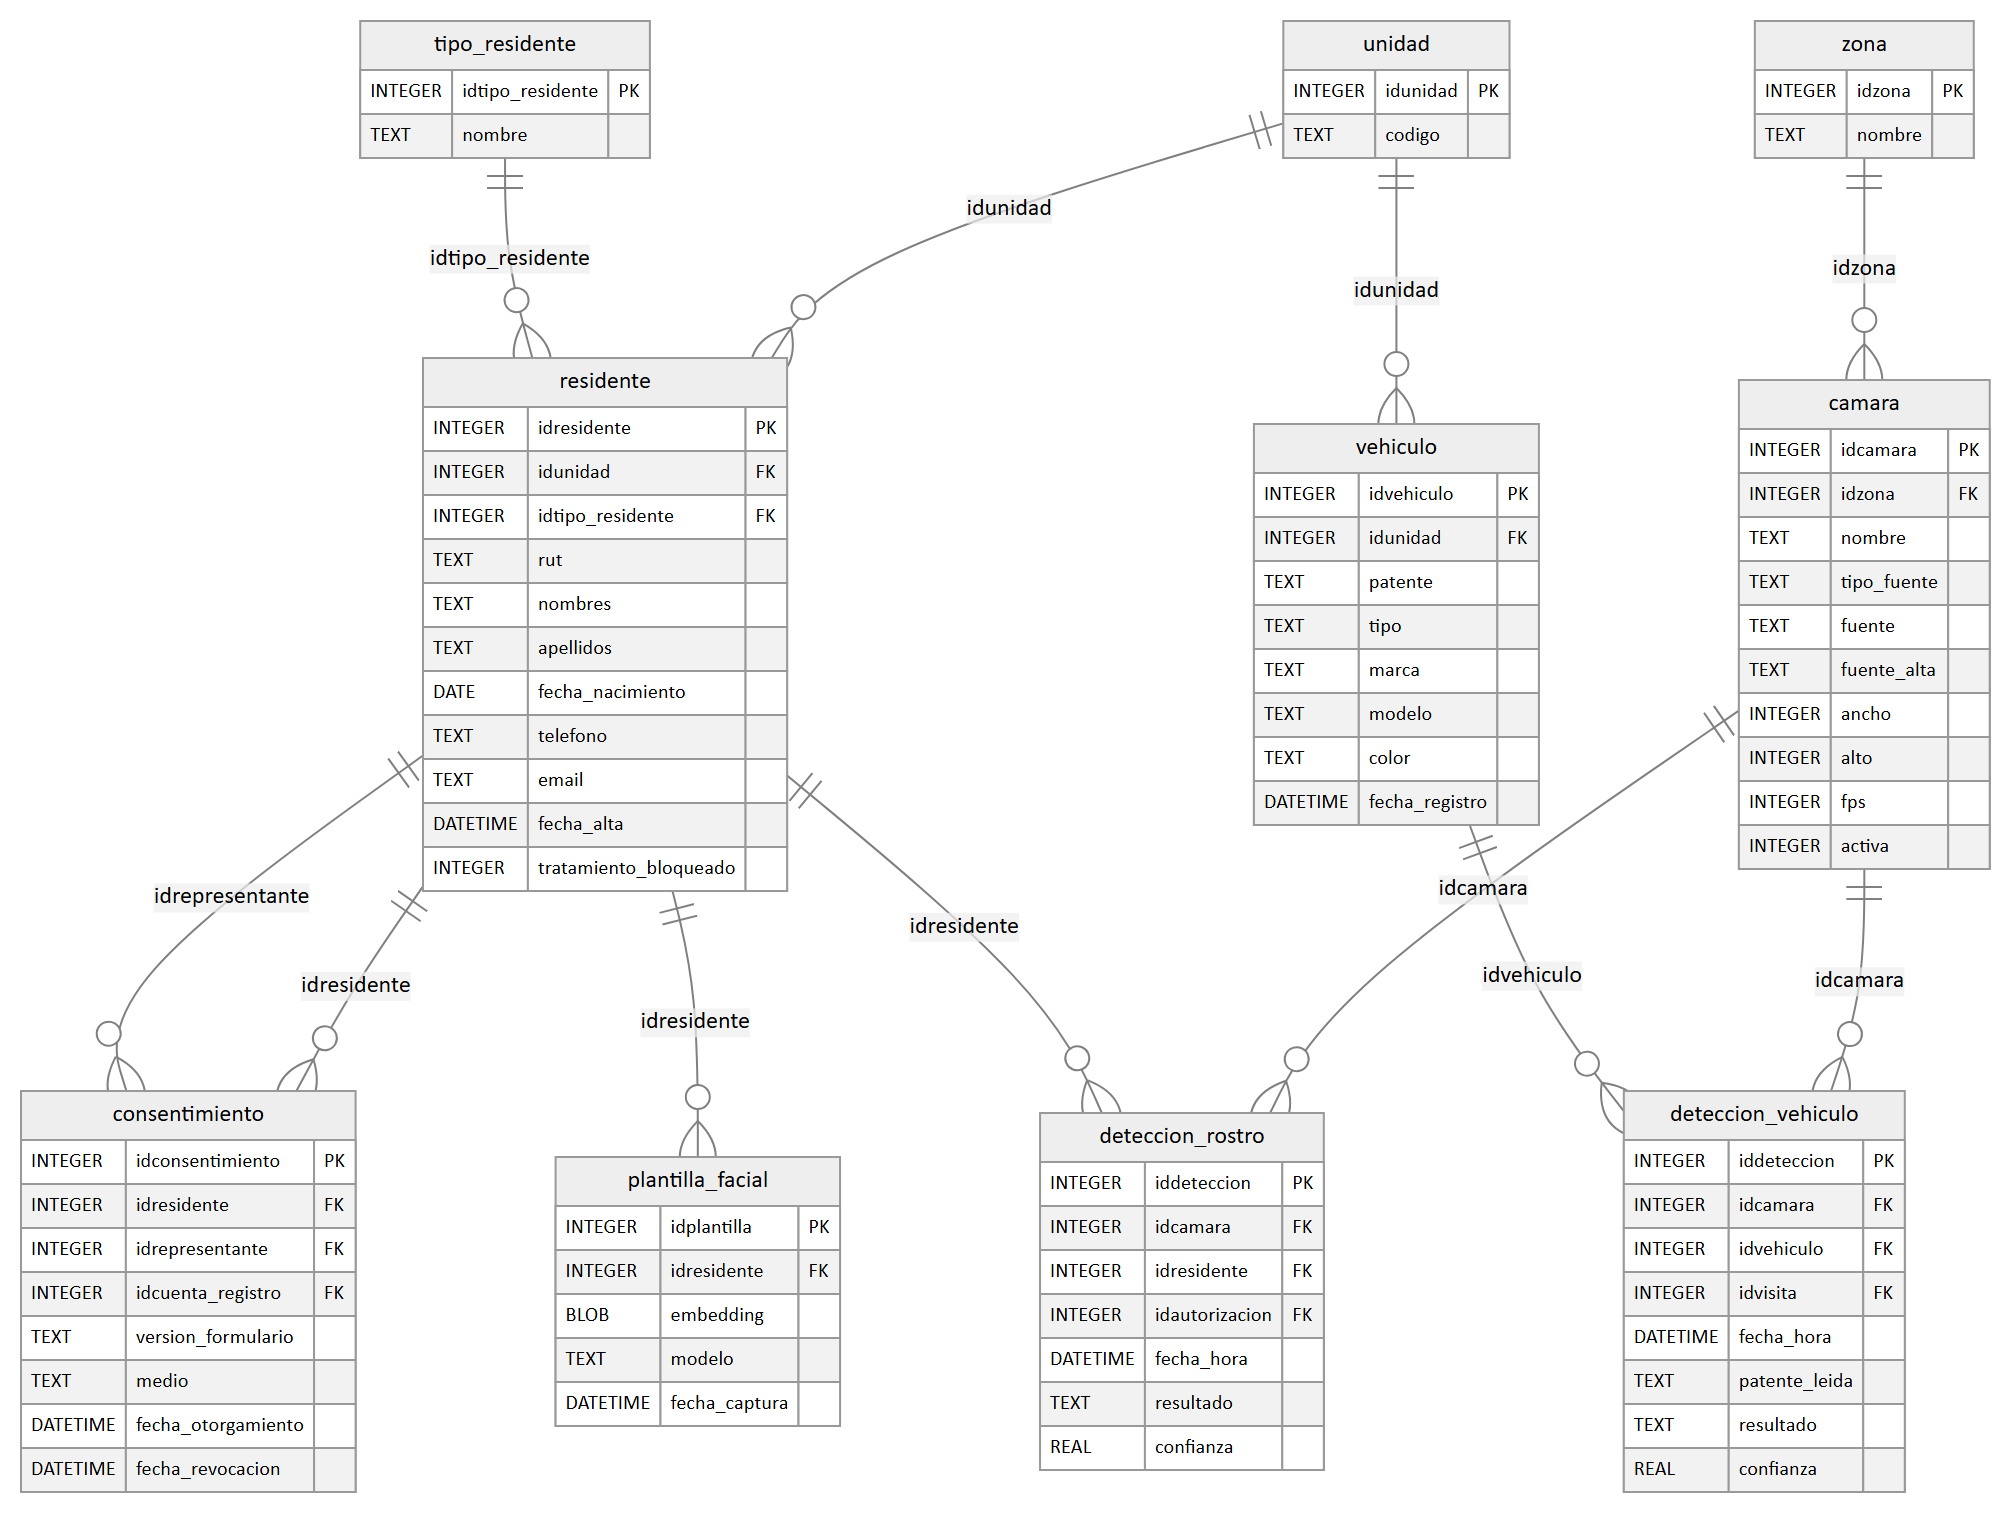 tipo_residente
INTEGER idtipo_residente PK
TEXT nombre
unidad
INTEGER idunidad PK
TEXT codigo
zona
INTEGER idzona PK
TEXT nombre
idtipo_residente
idunidad
idunidad
idzona
residente
INTEGER idresidente PK
INTEGER idunidad FK
INTEGER idtipo_residente FK
TEXT rut
TEXT nombres
TEXT apellidos
DATE fecha_nacimiento
TEXT telefono
TEXT email
DATETIME fecha_alta
INTEGER tratamiento_bloqueado
vehiculo
INTEGER idvehiculo PK
INTEGER idunidad FK
TEXT patente
TEXT tipo
TEXT marca
TEXT modelo
TEXT color
DATETIME fecha_registro
camara
INTEGER idcamara PK
INTEGER idzona FK
TEXT nombre
TEXT tipo_fuente
TEXT fuente
TEXT fuente_alta
INTEGER ancho
INTEGER alto
INTEGER fps
INTEGER activa
idrepresentante
idresidente
idresidente
idresidente
idcamara
idvehiculo
idcamara
consentimiento
INTEGER idconsentimiento PK
INTEGER idresidente FK
INTEGER idrepresentante FK
INTEGER idcuenta_registro FK
TEXT version_formulario
TEXT medio
DATETIME fecha_otorgamiento
DATETIME fecha_revocacion
plantilla_facial
INTEGER idplantilla PK
INTEGER idresidente FK
BLOB embedding
TEXT modelo
DATETIME fecha_captura
deteccion_rostro
INTEGER iddeteccion PK
INTEGER idcamara FK
INTEGER idresidente FK
INTEGER idautorizacion FK
DATETIME fecha_hora
TEXT resultado
REAL confianza
deteccion_vehiculo
INTEGER iddeteccion PK
INTEGER idcamara FK
INTEGER idvehiculo FK
INTEGER idvisita FK
DATETIME fecha_hora
TEXT patente_leida
TEXT resultado
REAL confianza